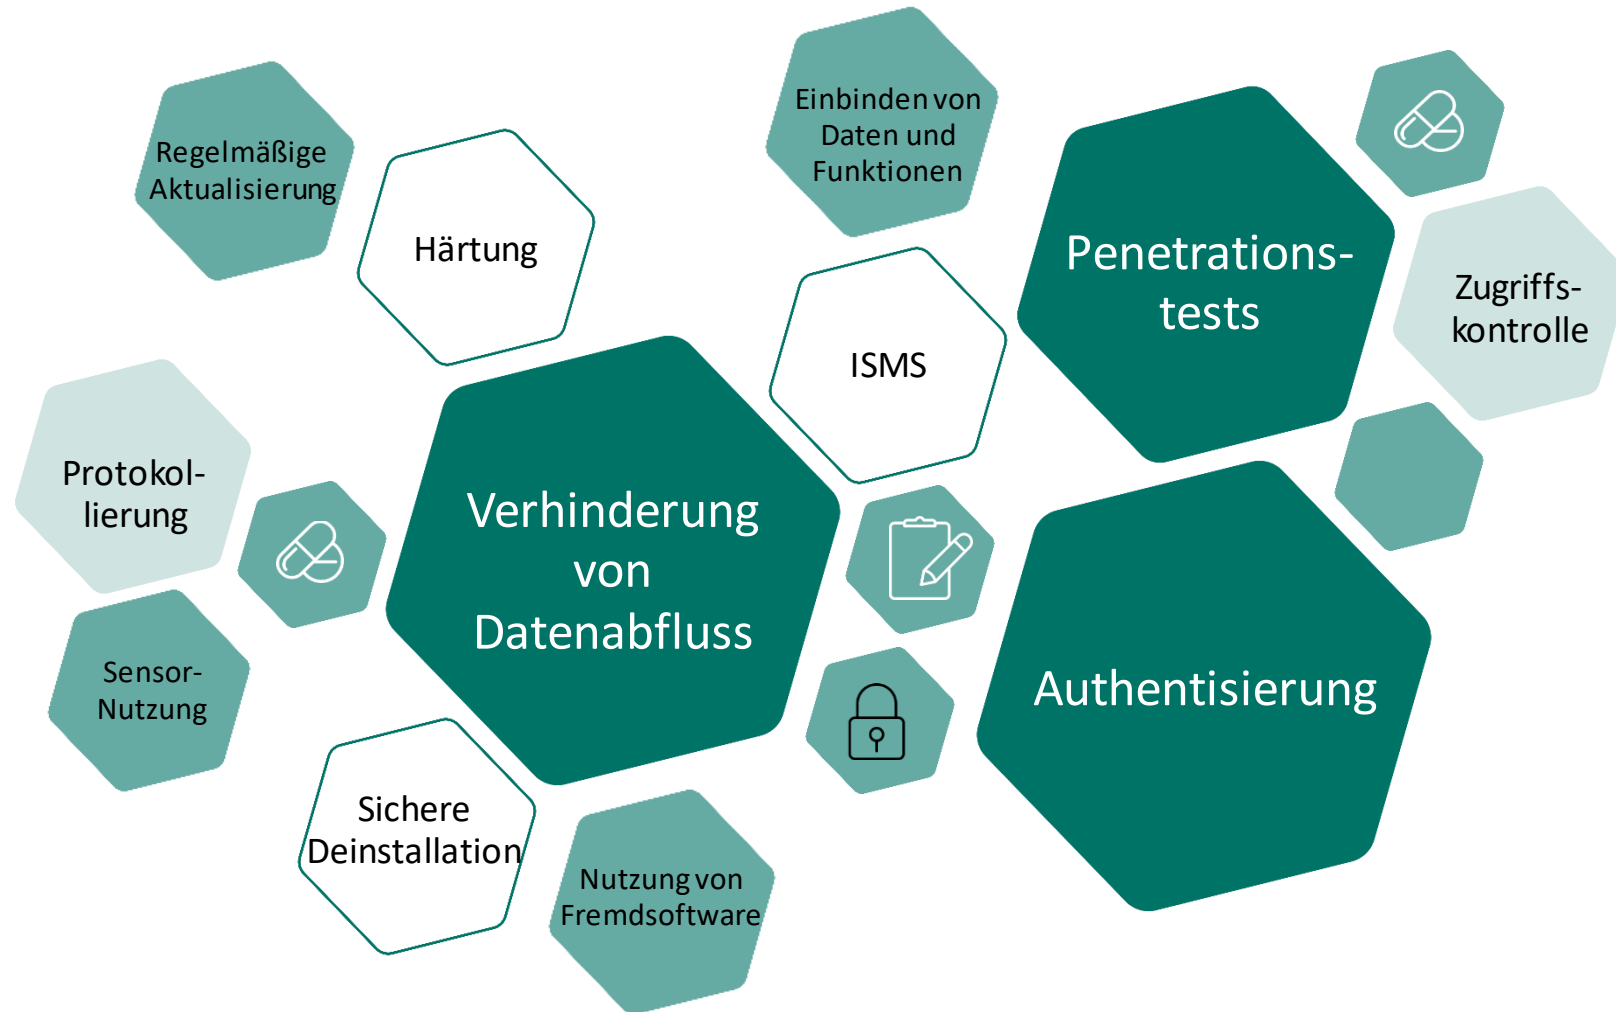 Regelmäßige
Aktualisierung
Härtung
Einbinden von
Daten und
Funktionen
Penetrations-
tests
Zugriffs-
kontrolle
ISMS
Protokol-
lierung
Verhinderung
von
Datenabfluss
Sensor-
Nutzung
Authentisierung
Sichere
Deinstallation
Nutzung von
Fremdsoftware